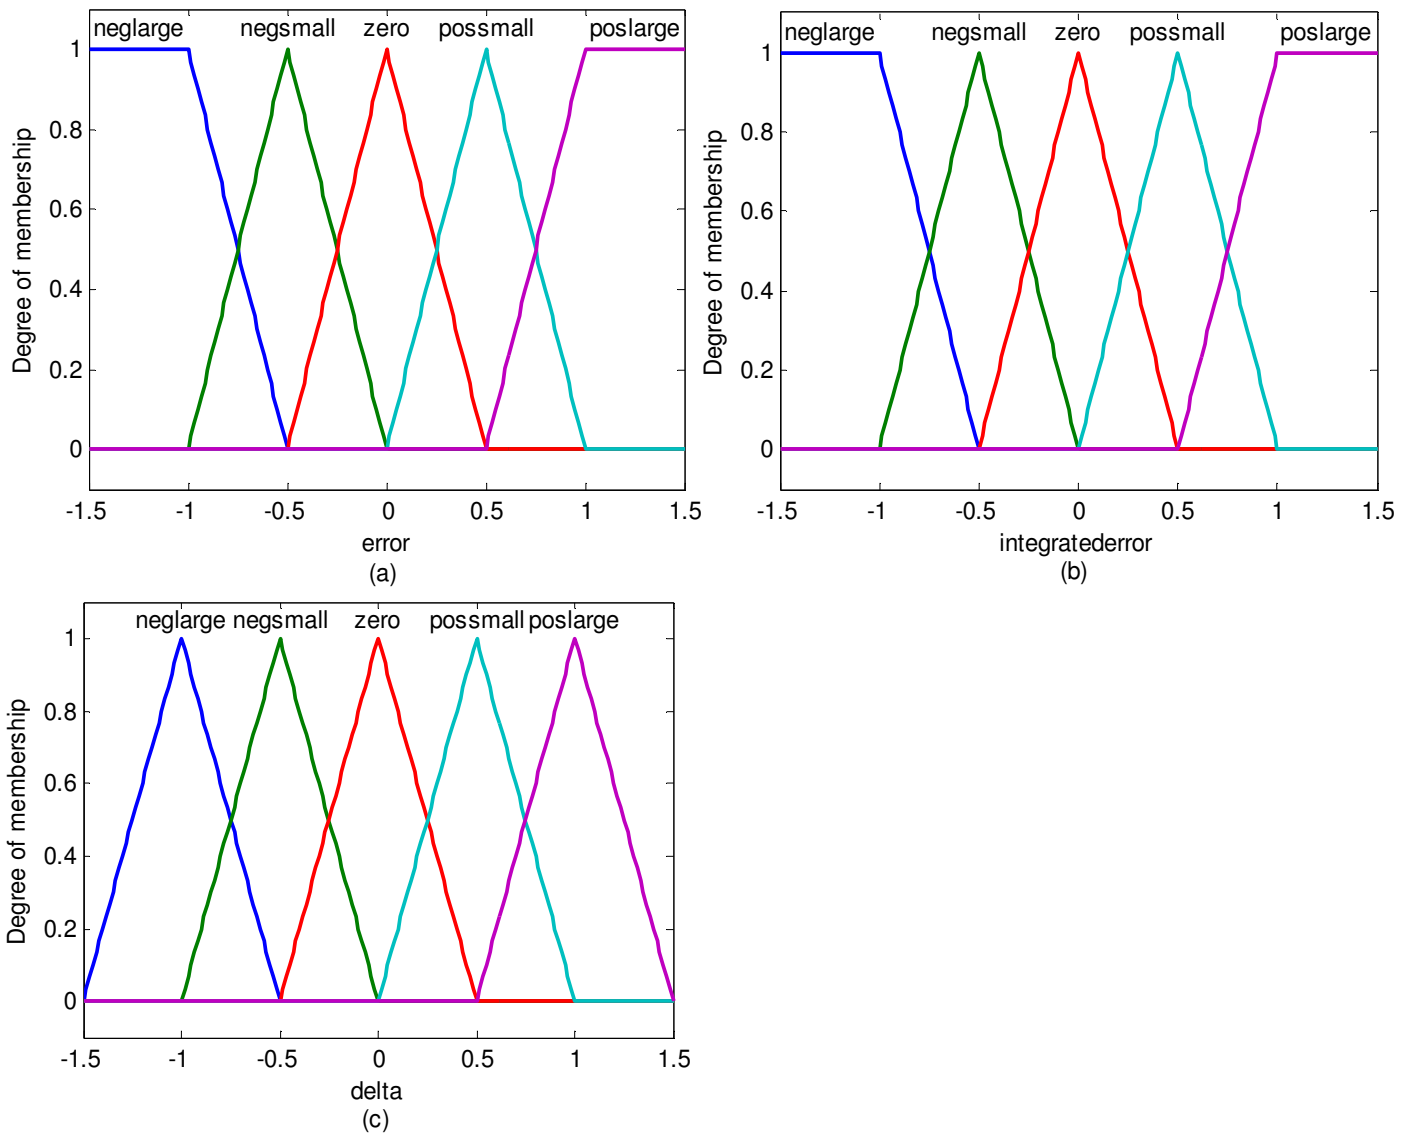 neglarge negsmall zero possmall poslarge
1
0.8
0.6
0.4
0.2
0
Degree of membership
-1.5 -1 -0.5 0 0.5 1 1.5
error
(a)
neglarge negsmall zero possmall poslarge
1
0.8
0.6
0.4
0.2
0
Degree of membership
-1.5 -1 -0.5 0 0.5 1 1.5
integratederror
(b)
neglarge negsmall zero possmall poslarge
1
0.8
0.6
0.4
0.2
0
Degree of membership
-1.5 -1 -0.5 0 0.5 1 1.5
delta
(c)